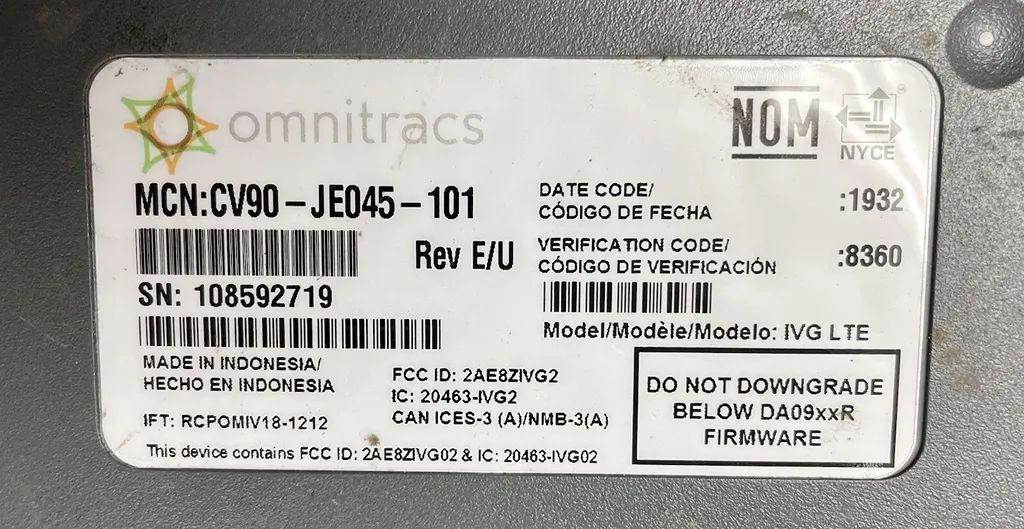 omnitracs
NOM
NYCE
MCN:CV90-JE045-101
Rev E/U
SN: 108592719
DATE CODE/ :1932
CÓDIGO DE FECHA
VERIFICATION CODE/ :8360
CÓDIGO DE VERIFICACIÓN
Model/Modèle/Modelo: IVG LTE
MADE IN INDONESIA/
HECHO EN INDONESIA
IFT: RCPOMIV18-1212
FCC ID: 2AE8ZIVG2
IC: 20463-IVG2
CAN ICES-3 (A)/NMB-3(A)
This device contains FCC ID: 2AE8ZIVG02 & IC: 20463-IVG02
DO NOT DOWNGRADE
BELOW DA09xxR
FIRMWARE